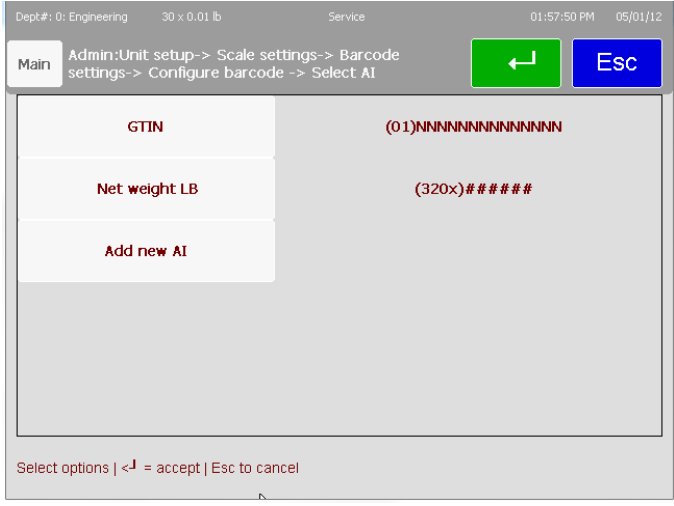 Dept#: 0: Engineering 30 x 0.01 lb Service 01:57:50 PM 05/01/12
Main
Admin:Unit setup-> Scale settings-> Barcode
settings-> Configure barcode -> Select AI
Esc
GTIN (01)NNNNNNNNNNNNNN
Net weight LB (320x)######
Add new AI
Select options | <┘ = accept | Esc to cancel